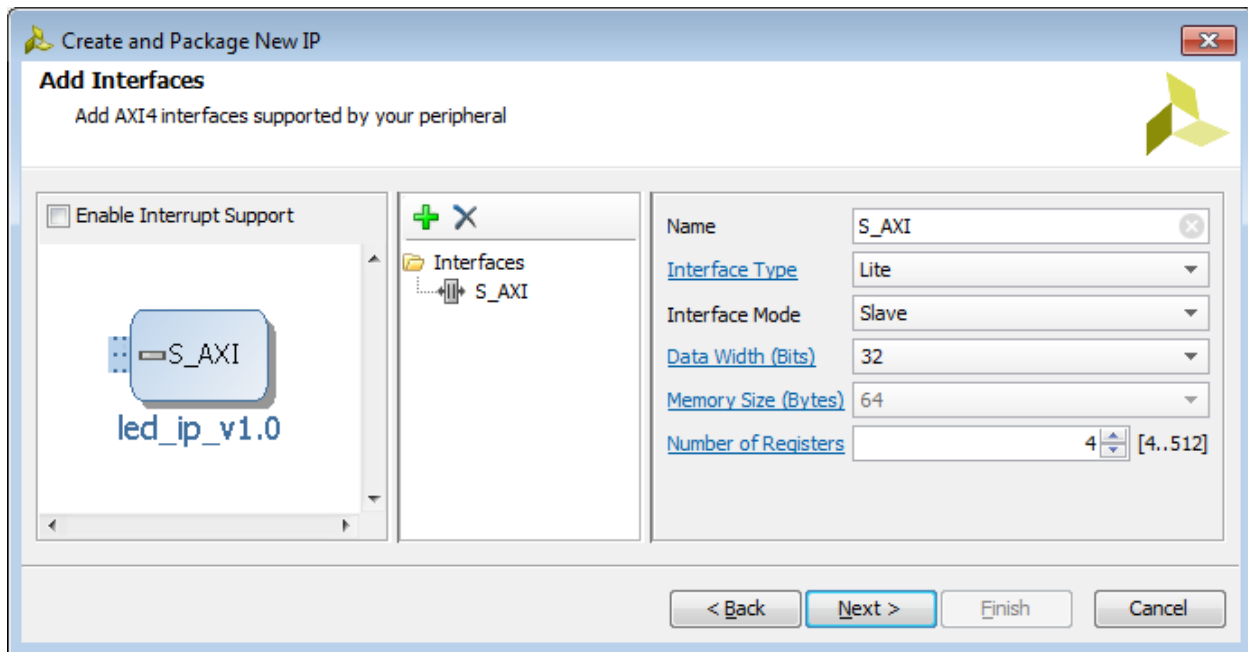 Create and Package New IP
Add Interfaces
Add AXI4 interfaces supported by your peripheral
Enable Interrupt Support
S_AXI
led_ip_v1.0
Interfaces
S_AXI
Name S_AXI
Interface Type Lite
Interface Mode Slave
Data Width (Bits) 32
Memory Size (Bytes) 64
Number of Registers 4 [4..512]
< Back Next > Finish Cancel